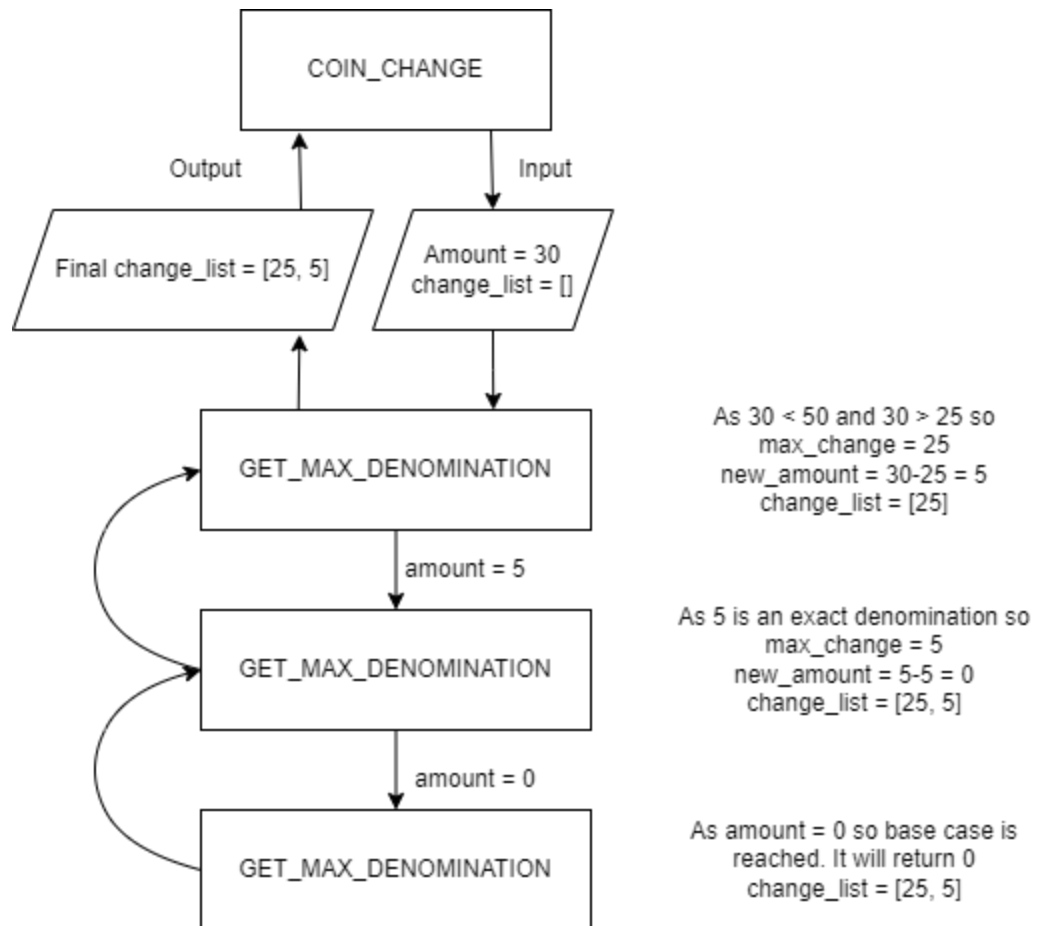 COIN_CHANGE
Output
Input
Final change_list = [25, 5]
Amount = 30
change_list = []
GET_MAX_DENOMINATION
As 30 < 50 and 30 > 25 so
max_change = 25
new_amount = 30-25 = 5
change_list = [25]
amount = 5
GET_MAX_DENOMINATION
As 5 is an exact denomination so
max_change = 5
new_amount = 5-5 = 0
change_list = [25, 5]
amount = 0
GET_MAX_DENOMINATION
As amount = 0 so base case is
reached. It will return 0
change_list = [25, 5]